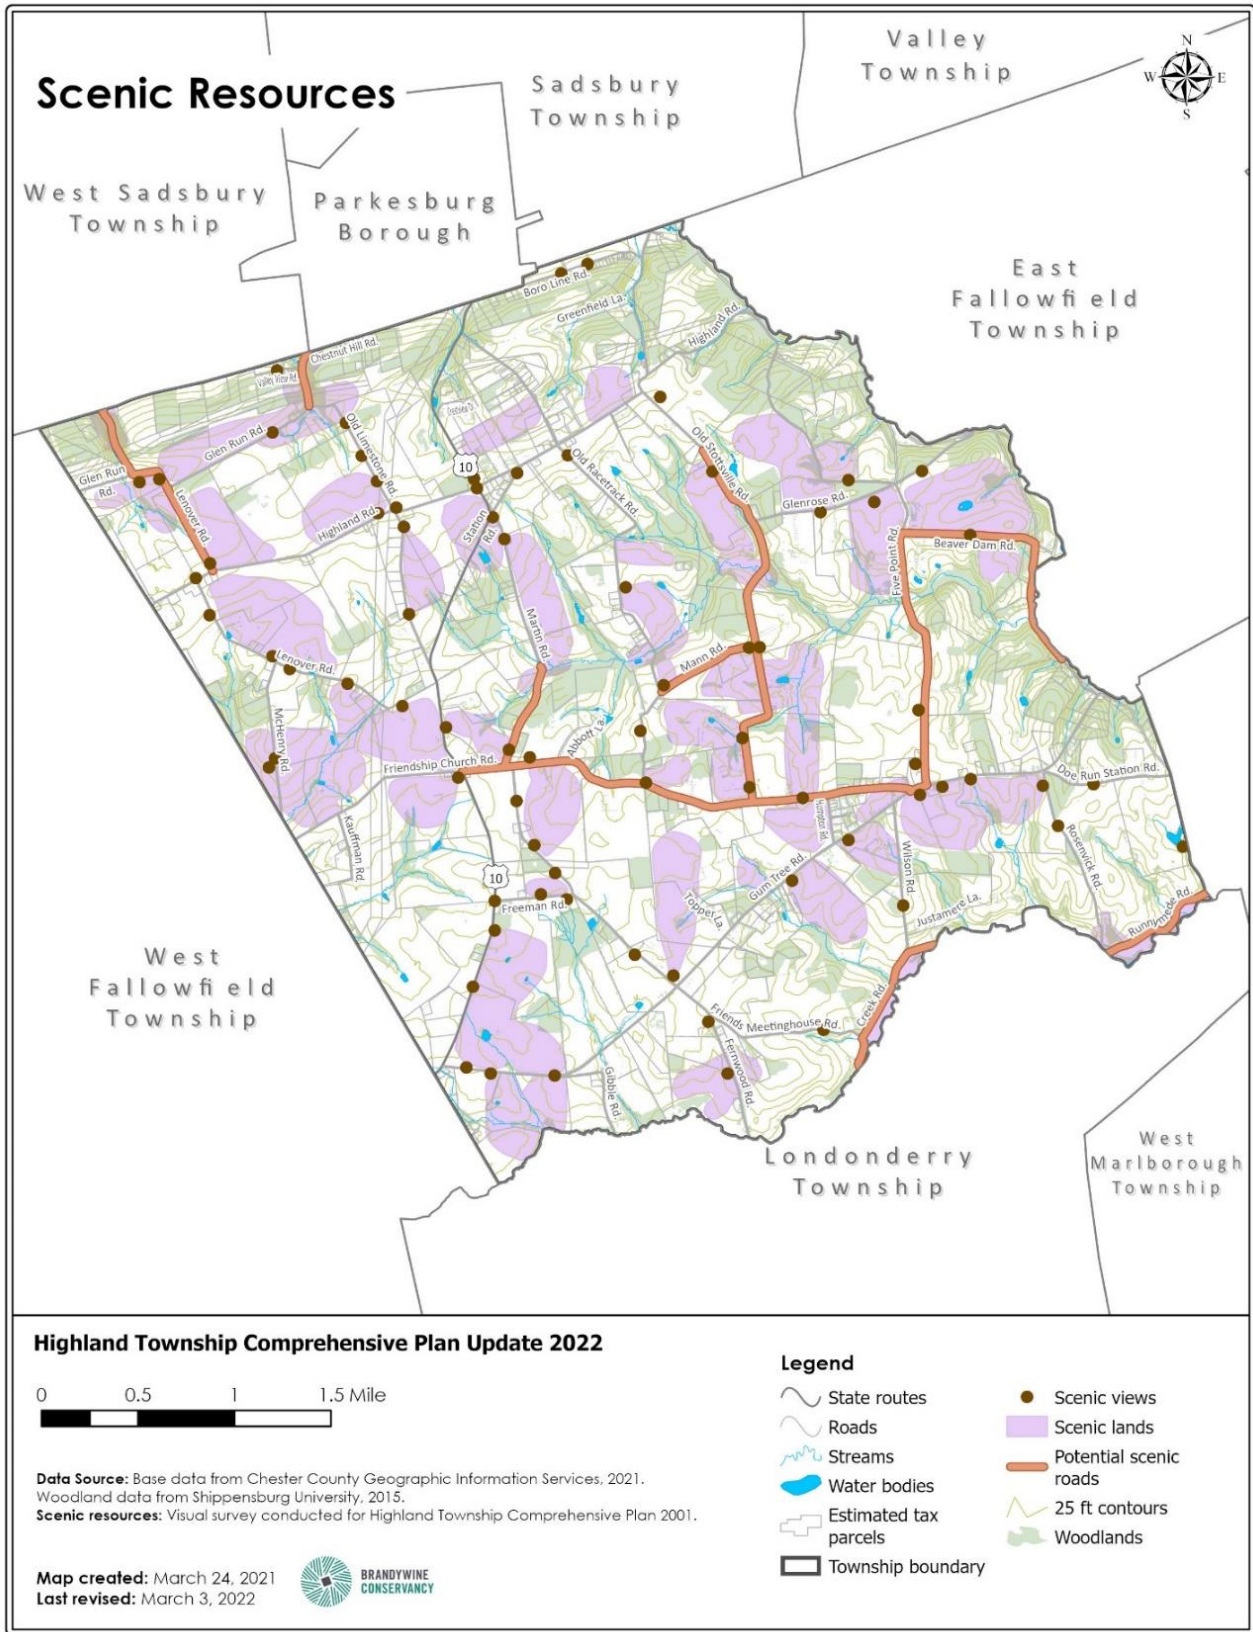 Scenic Resources
Valley
Township
Sadsbury
Township
N
W E
S
West Sadsbury
Township
Parkesburg
Borough
East
Fallowfield
Township
Boro Line Rd.
Greenfield La.
Highland Rd.
Chestnut Hill Rd.
Valley View Rd.
Glen Run Rd.
Old Limestone Rd.
10
Old Stottsville Rd
Old Racetrack Rd.
Glen Run
Rd.
Lenover Rd.
Highland Rd.
Station
Rd.
Glenrose Rd.
Five Point Rd.
Beaver Dam Rd.
Martin Rd.
Mann Rd.
Lenover Rd.
McHenry Rd.
Abbott La.
Friendship Church Rd.
Doe Run Station Rd.
Kauffman Rd.
Humpton Rd.
Wilson Rd.
Rosenvick Rd.
10
Gum Tree Rd.
Freeman Rd.
Topper La.
Justamere La.
Runnymede Rd.
Creek Rd.
Friends Meetinghouse Rd.
Fernwood Rd.
Gibble Rd.
West
Fallowfield
Township
Londonderry
Township
West
Marlborough
Township
Highland Township Comprehensive Plan Update 2022
0 0.5 1 1.5 Mile
Data Source: Base data from Chester County Geographic Information Services, 2021.
Woodland data from Shippensburg University, 2015.
Scenic resources: Visual survey conducted for Highland Township Comprehensive Plan 2001.
Map created: March 24, 2021
Last revised: March 3, 2022
BRANDYWINE
CONSERVANCY
Legend
State routes
Roads
Streams
Water bodies
Estimated tax
parcels
Township boundary
Scenic views
Scenic lands
Potential scenic
roads
25 ft contours
Woodlands